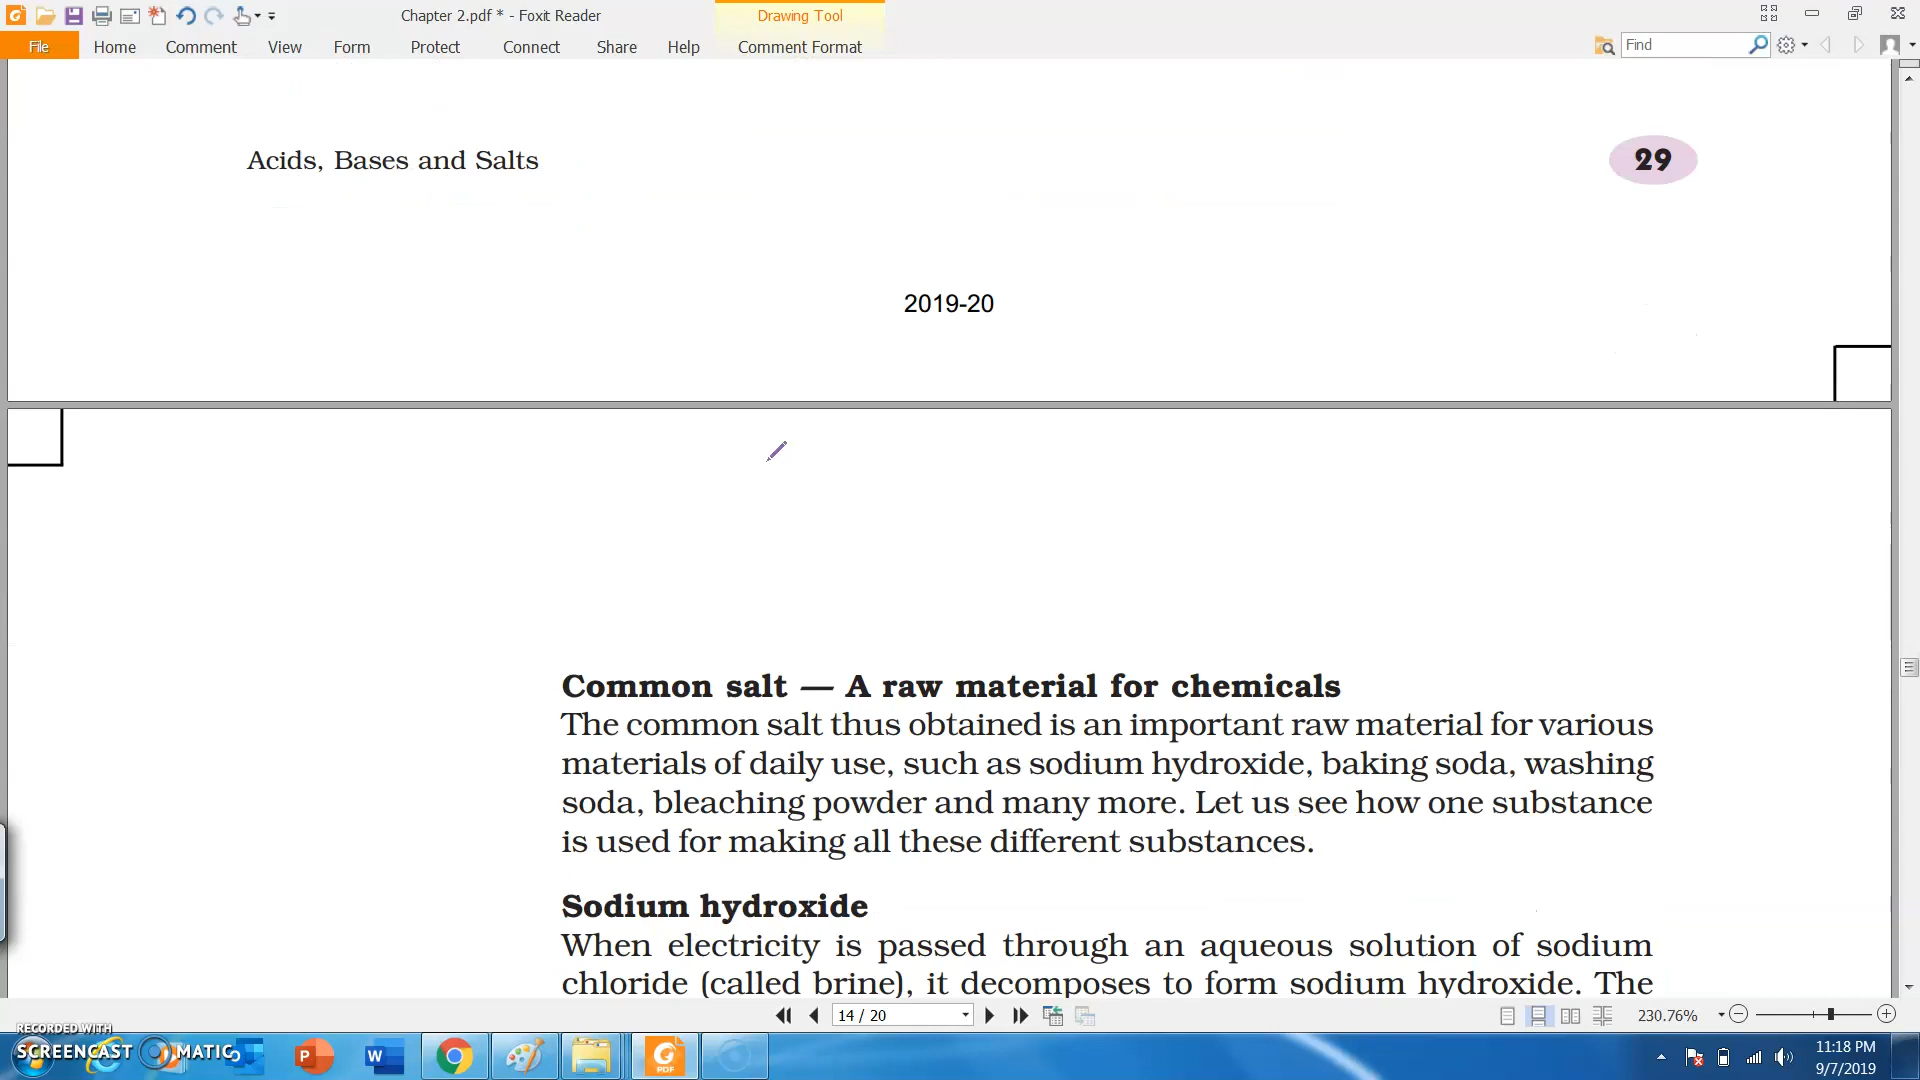 Chapter 2.pdf * - Foxit Reader
Drawing Tool
File Home Comment View Form Protect Connect Share Help Comment Format
Find
Acids, Bases and Salts
29
2019-20
Common salt — A raw material for chemicals
The common salt thus obtained is an important raw material for various
materials of daily use, such as sodium hydroxide, baking soda, washing
soda, bleaching powder and many more. Let us see how one substance
is used for making all these different substances.
Sodium hydroxide
When electricity is passed through an aqueous solution of sodium
chloride (called brine), it decomposes to form sodium hydroxide. The
14 / 20
230.76%
RECORDED WITH
SCREENCAST MATIC
11:18 PM
9/7/2019